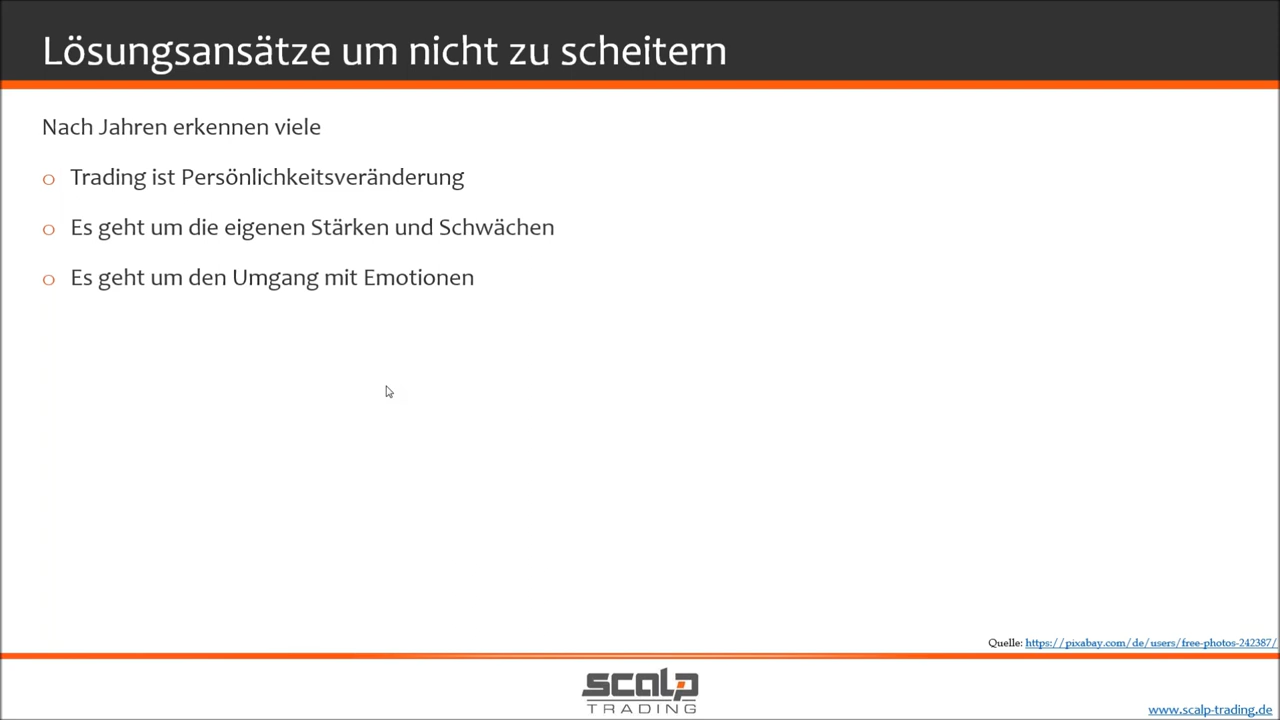 Lösungsansätze um nicht zu scheitern
Nach Jahren erkennen viele
o Trading ist Persönlichkeitsveränderung
o Es geht um die eigenen Stärken und Schwächen
o Es geht um den Umgang mit Emotionen
Quelle: https://pixabay.com/de/users/free-photos-242387/
scalp
TRADING
www.scalp-trading.de